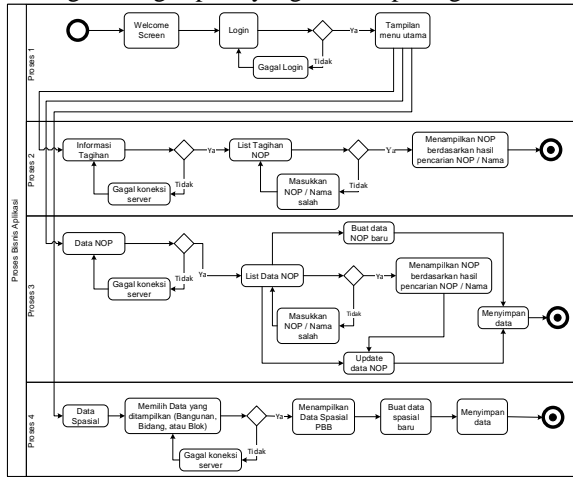 Proses Bisnis Aplikasi
Proses 1
Welcome
Screen
Login
Ya
Tampilan
menu utama
Tidak
Gagal Login
Proses 2
Informasi
Tagihan
Ya
List Tagihan
NOP
Ya
Menampilkan NOP
berdasarkan hasil
pencarian NOP / Nama
Tidak
Gagal koneksi
server
Masukkan
NOP / Nama
salah
Tidak
Proses 3
Data NOP
Tidak
Ya
Gagal koneksi
server
List Data NOP
Buat data
NOP baru
Ya
Menampilkan NOP
berdasarkan hasil
pencarian NOP / Nama
Tidak
Masukkan
NOP / Nama
salah
Menyimpan
data
Update
data NOP
Proses 4
Data
Spasial
Memilih Data yang
ditampilkan (Bangunan,
Bidang, atau Blok)
Ya
Menampilkan
Data Spasial
PBB
Buat data
spasial
baru
Menyimpan
data
Tidak
Gagal koneksi
server